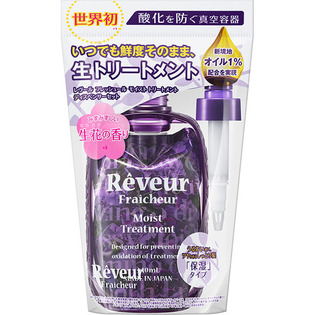 世界初
酸化を防ぐ真空容器
いつでも鮮度そのまま、
生トリートメント
レヴール フレッシュール モイスト トリートメント
ディスペンサーセット
新境地
オイル1%
配合を実現
生花の香り
Rêveur
Fraîcheur
Moist
Treatment
Designed for preventing
oxidation of treatment
MADE IN JAPAN
Rêveur
Fraîcheur
「保湿」
タイプ